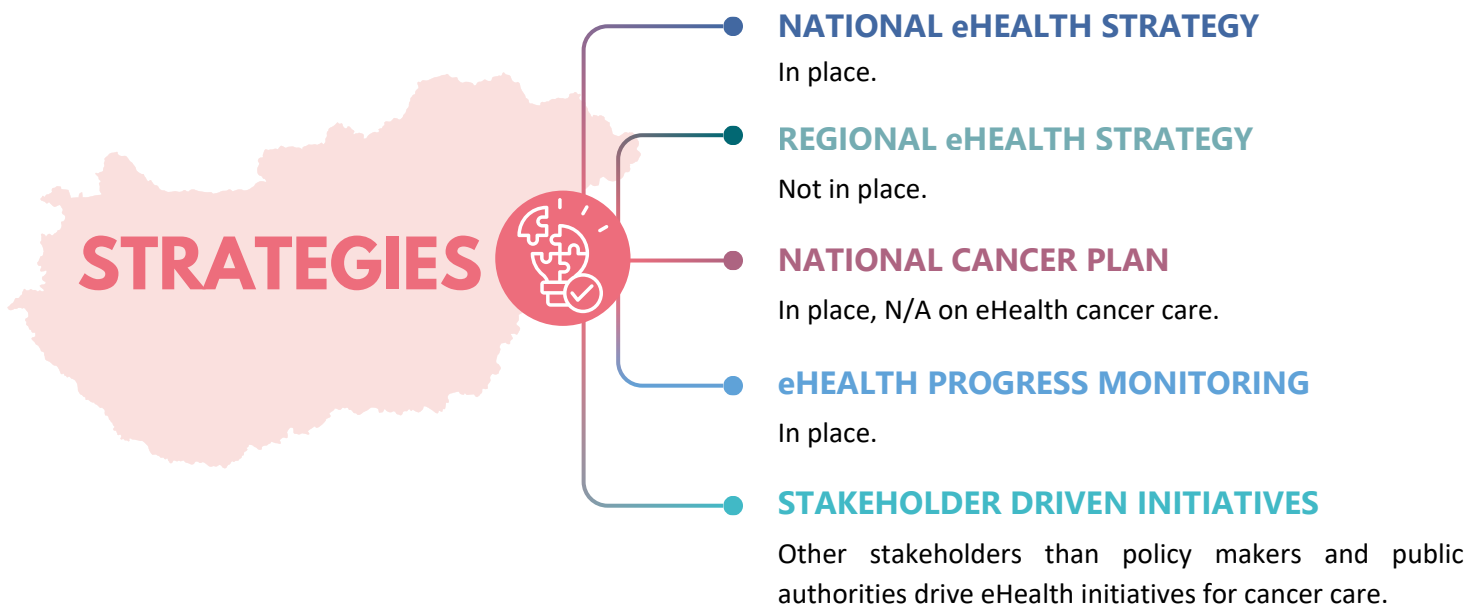 NATIONAL eHEALTH STRATEGY
In place.
REGIONAL eHEALTH STRATEGY
Not in place.
STRATEGIES
NATIONAL CANCER PLAN
In place, N/A on eHealth cancer care.
eHEALTH PROGRESS MONITORING
In place.
STAKEHOLDER DRIVEN INITIATIVES
Other stakeholders than policy makers and public
authorities drive eHealth initiatives for cancer care.